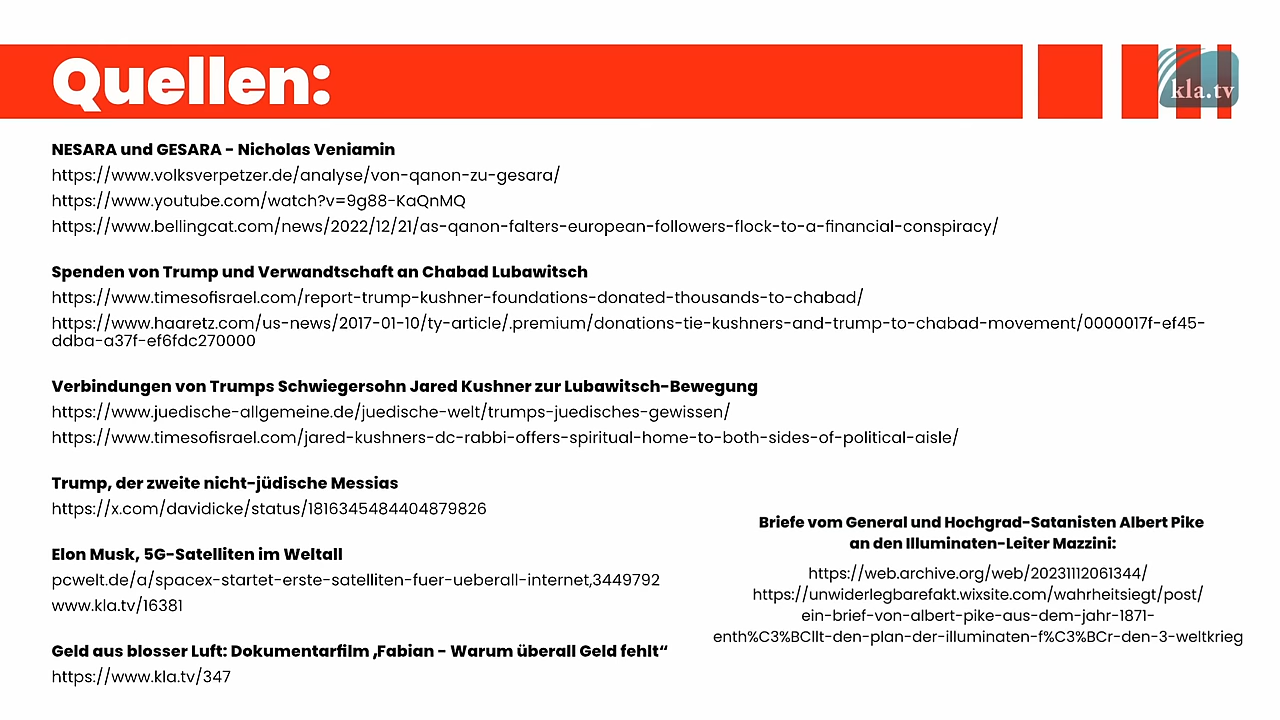 Quellen:
kla.tv
NESARA und GESARA - Nicholas Veniamin
https://www.volksverpetzer.de/analyse/von-qanon-zu-gesara/
https://www.youtube.com/watch?v=9g88-KaQnMQ
https://www.bellingcat.com/news/2022/12/21/as-qanon-falters-european-followers-flock-to-a-financial-conspiracy/
Spenden von Trump und Verwandtschaft an Chabad Lubawitsch
https://www.timesofisrael.com/report-trump-kushner-foundations-donated-thousands-to-chabad/
https://www.haaretz.com/us-news/2017-01-10/ty-article/.premium/donations-tie-kushners-and-trump-to-chabad-movement/0000017f-ef45-
ddba-a37f-ef6fdc270000
Verbindungen von Trumps Schwiegersohn Jared Kushner zur Lubawitsch-Bewegung
https://www.juedische-allgemeine.de/juedische-welt/trumps-juedisches-gewissen/
https://www.timesofisrael.com/jared-kushners-dc-rabbi-offers-spiritual-home-to-both-sides-of-political-aisle/
Trump, der zweite nicht-jüdische Messias
https://x.com/davidicke/status/1816345484404879826
Elon Musk, 5G-Satelliten im Weltall
pcwelt.de/a/spacex-startet-erste-satelliten-fuer-ueberall-internet,3449792
www.kla.tv/16381
Geld aus blosser Luft: Dokumentarfilm ‚Fabian - Warum überall Geld fehlt“
https://www.kla.tv/347
Briefe vom General und Hochgrad-Satanisten Albert Pike
an den Illuminaten-Leiter Mazzini:
https://web.archive.org/web/20231112061344/
https://unwiderlegbarefakt.wixsite.com/wahrheitsiegt/post/
ein-brief-von-albert-pike-aus-dem-jahr-1871-
enth%C3%BCllt-den-plan-der-illuminaten-f%C3%BCr-den-3-weltkrieg